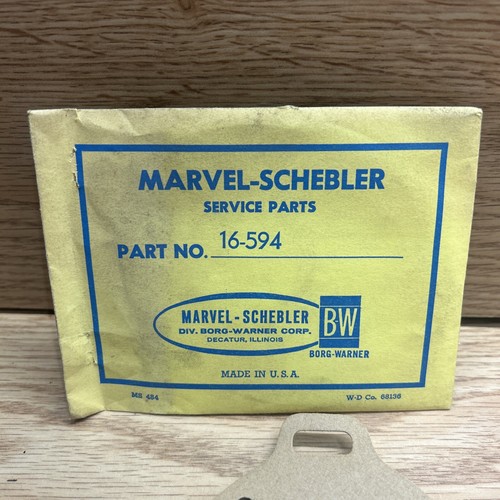 MARVEL-SCHEBLER
SERVICE PARTS
PART NO. 16-594
MARVEL-SCHEBLER
DIV. BORG-WARNER CORP.
DECATUR, ILLINOIS
BW
BORG-WARNER
MADE IN U.S.A.
MS 484 W-D Co. 68136